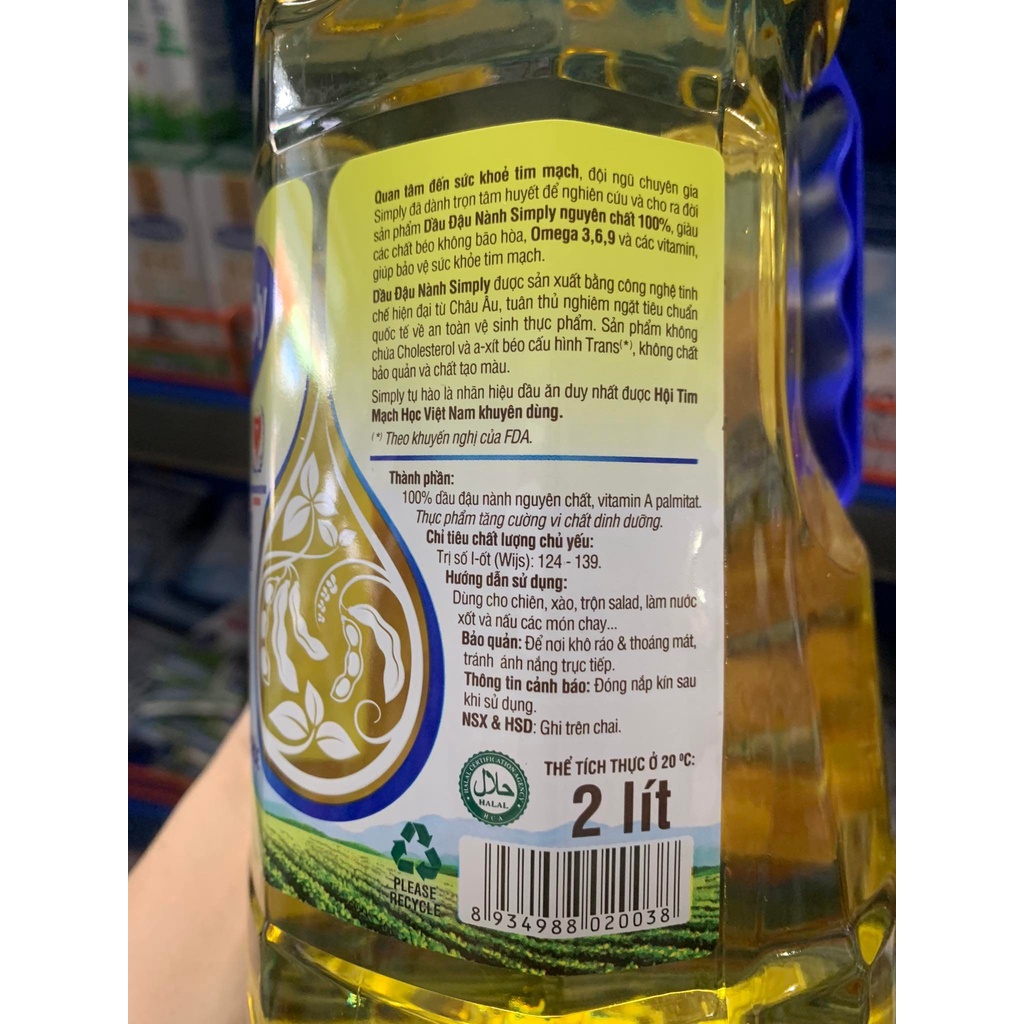 Quan tâm đến sức khoẻ tim mạch, đội ngũ chuyên gia
Simply đã dành trọn tâm huyết để nghiên cứu và cho ra đời
sản phẩm Dầu Đậu Nành Simply nguyên chất 100%, giàu
các chất béo không bão hòa, Omega 3,6,9 và các vitamin,
giúp bảo vệ sức khỏe tim mạch.
Dầu Đậu Nành Simply được sản xuất bằng công nghệ tinh
chế hiện đại từ Châu Âu, tuân thủ nghiêm ngặt tiêu chuẩn
quốc tế về an toàn vệ sinh thực phẩm. Sản phẩm không
chứa Cholesterol và a-xít béo cấu hình Trans(*), không chất
bảo quản và chất tạo màu.
Simply tự hào là nhãn hiệu dầu ăn duy nhất được Hội Tim
Mạch Học Việt Nam khuyên dùng.
(*) Theo khuyến nghị của FDA.
Thành phần:
100% dầu đậu nành nguyên chất, vitamin A palmitat.
Thực phẩm tăng cường vi chất dinh dưỡng.
Chỉ tiêu chất lượng chủ yếu:
Trị số I-ốt (Wijs): 124 - 139.
Hướng dẫn sử dụng:
Dùng cho chiên, xào, trộn salad, làm nước
xốt và nấu các món chay...
Bảo quản: Để nơi khô ráo & thoáng mát,
tránh ánh nắng trực tiếp.
Thông tin cảnh báo: Đóng nắp kín sau
khi sử dụng.
NSX & HSD: Ghi trên chai.
HALAL CERTIFICATION AGENCY
حلال
HALAL
THỂ TÍCH THỰC Ở 20 ºC:
2 lít
PLEASE
RECYCLE
8 934988 020038